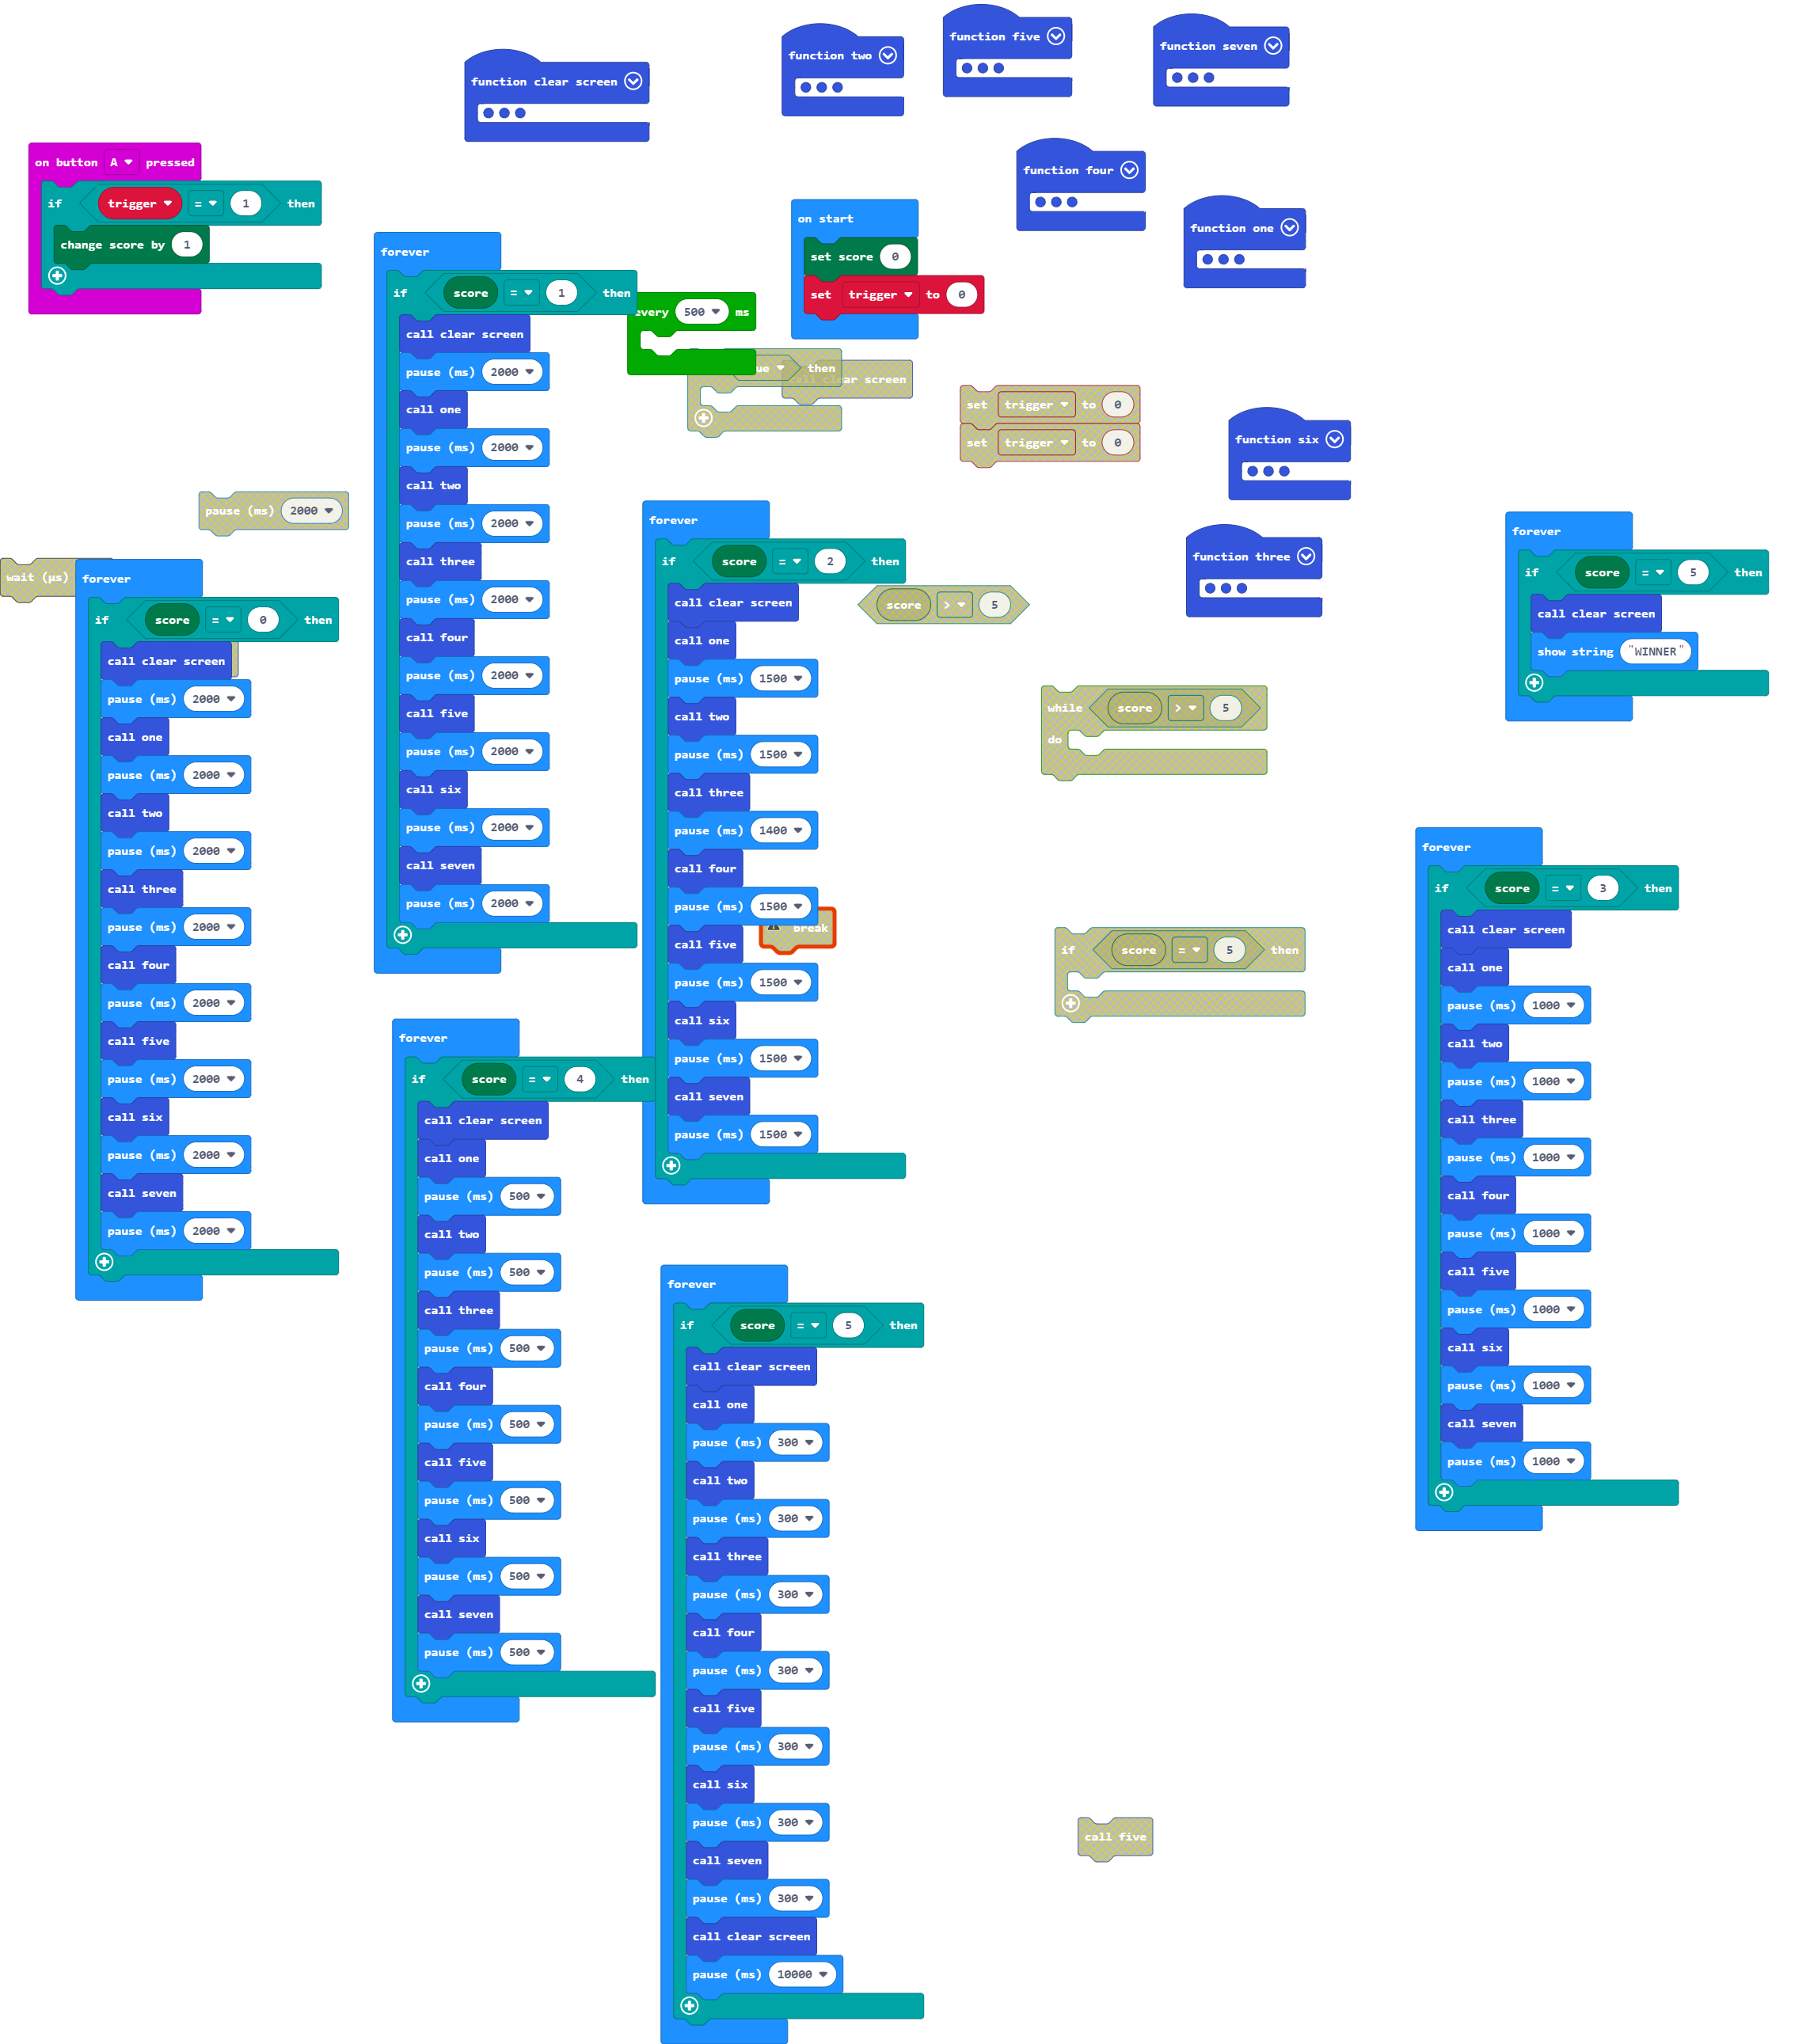 function clear screen
function two
function five
function seven
function four
function one
on button A pressed
if trigger = 1 then
change score by 1
on start
set score 0
set trigger to 0
forever
if score = 1 then
call clear screen
pause (ms) 2000
call one
pause (ms) 2000
call two
pause (ms) 2000
call three
pause (ms) 2000
call four
pause (ms) 2000
call five
pause (ms) 2000
call six
pause (ms) 2000
call seven
pause (ms) 2000
every 500 ms
ue then
clear screen
set trigger to 0
set trigger to 0
function six
function three
pause (ms) 2000
wait (µs)
forever
if score = 0 then
call clear screen
pause (ms) 2000
call one
pause (ms) 2000
call two
pause (ms) 2000
call three
pause (ms) 2000
call four
pause (ms) 2000
call five
pause (ms) 2000
call six
pause (ms) 2000
call seven
pause (ms) 2000
forever
if score = 2 then
call clear screen
call one
pause (ms) 1500
call two
pause (ms) 1500
call three
pause (ms) 1400
call four
pause (ms) 1500
call five
pause (ms) 1500
call six
pause (ms) 1500
call seven
pause (ms) 1500
break
score > 5
while score > 5
do
if score = 5 then
forever
if score = 5 then
call clear screen
show string "WINNER"
forever
if score = 3 then
call clear screen
call one
pause (ms) 1000
call two
pause (ms) 1000
call three
pause (ms) 1000
call four
pause (ms) 1000
call five
pause (ms) 1000
call six
pause (ms) 1000
call seven
pause (ms) 1000
forever
if score = 4 then
call clear screen
call one
pause (ms) 500
call two
pause (ms) 500
call three
pause (ms) 500
call four
pause (ms) 500
call five
pause (ms) 500
call six
pause (ms) 500
call seven
pause (ms) 500
forever
if score = 5 then
call clear screen
call one
pause (ms) 300
call two
pause (ms) 300
call three
pause (ms) 300
call four
pause (ms) 300
call five
pause (ms) 300
call six
pause (ms) 300
call seven
pause (ms) 300
call clear screen
pause (ms) 10000
call five